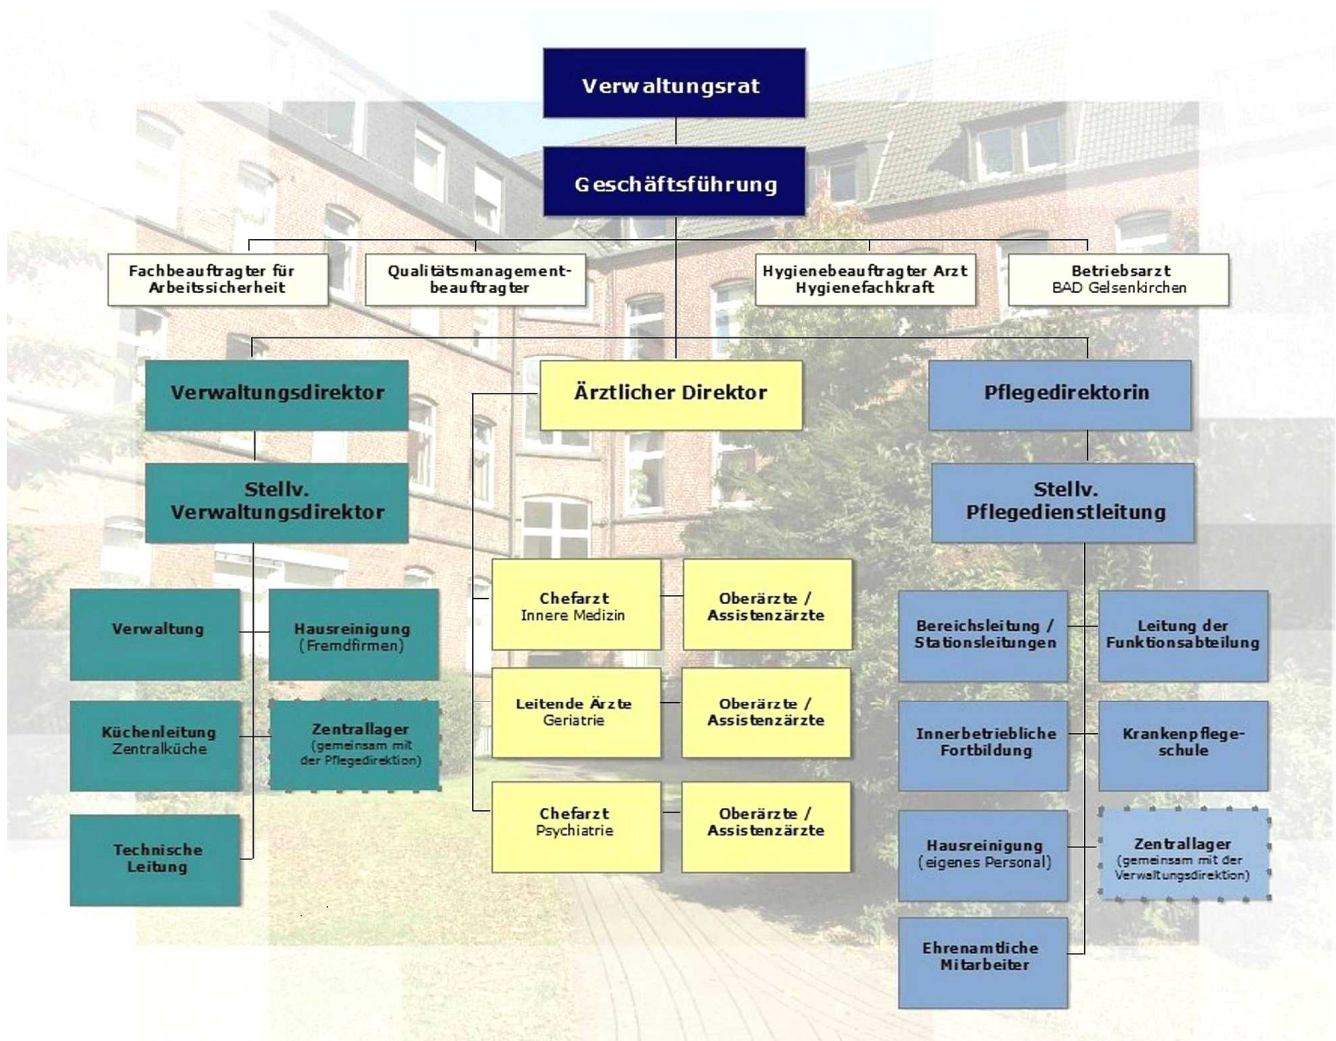 Verwaltungsrat
Geschäftsführung
Fachbeauftragter für
Arbeitssicherheit
Qualitätsmanagement-
beauftragter
Hygienebeauftragter Arzt
Hygienefachkraft
Betriebsarzt
BAD Gelsenkirchen
Verwaltungsdirektor
Ärztlicher Direktor
Pflegedirektorin
Stellv.
Verwaltungsdirektor
Stellv.
Pflegedienstleitung
Verwaltung
Hausreinigung
(Fremdfirmen)
Küchenleitung
Zentralküche
Zentrallager
(gemeinsam mit
der Pflegedirektion)
Technische
Leitung
Chefarzt
Innere Medizin
Oberärzte /
Assistenzärzte
Leitende Ärzte
Geriatrie
Oberärzte /
Assistenzärzte
Chefarzt
Psychiatrie
Oberärzte /
Assistenzärzte
Bereichsleitung /
Stationsleitungen
Leitung der
Funktionsabteilung
Innerbetriebliche
Fortbildung
Krankenpflege-
schule
Hausreinigung
(eigenes Personal)
Zentrallager
(gemeinsam mit der
Verwaltungsdirektion)
Ehrenamtliche
Mitarbeiter